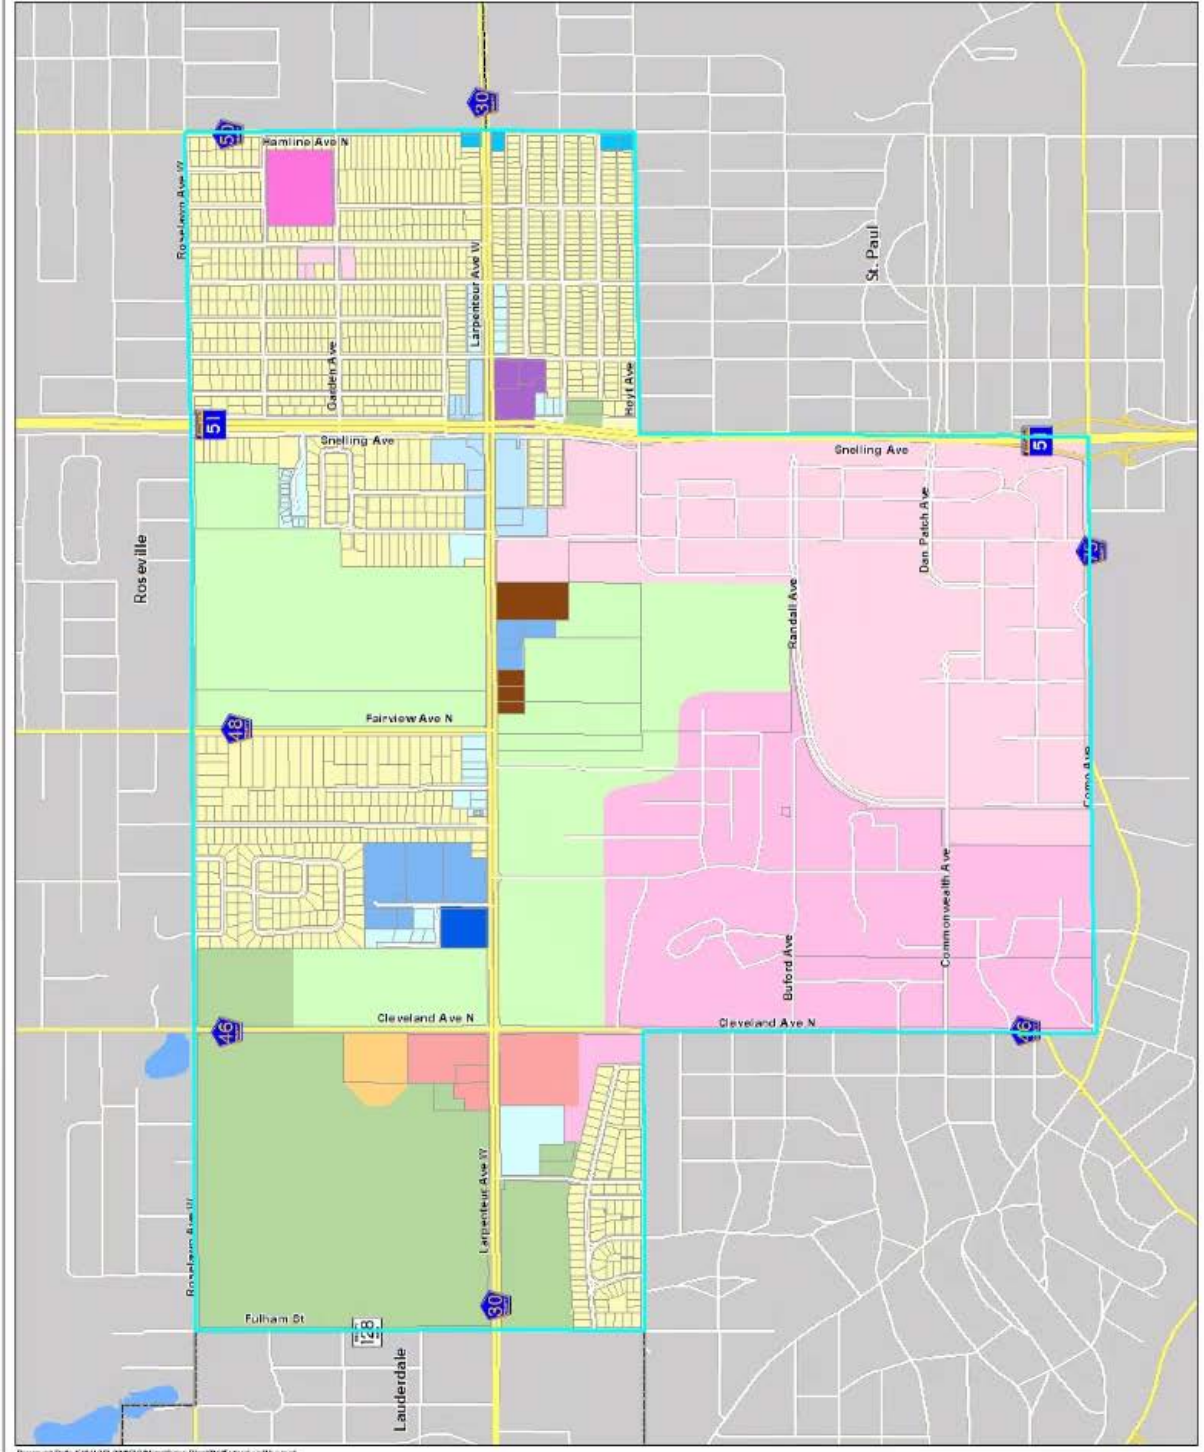 30
50
Hamline Ave N
Roselawn Ave W
St. Paul
Larpenteur Ave W
Garden Ave
Hoyt Ave
51
Snelling Ave
51
Snelling Ave
Dan Patch Ave
Roseville
75
Randall Ave
48
Fairview Ave N
Como Ave
Commonwealth Ave
Buford Ave
46
Cleveland Ave N
Cleveland Ave N
46
Larpenteur Ave W
Roselawn Ave W
30
Fulham St
128
Lauderdale